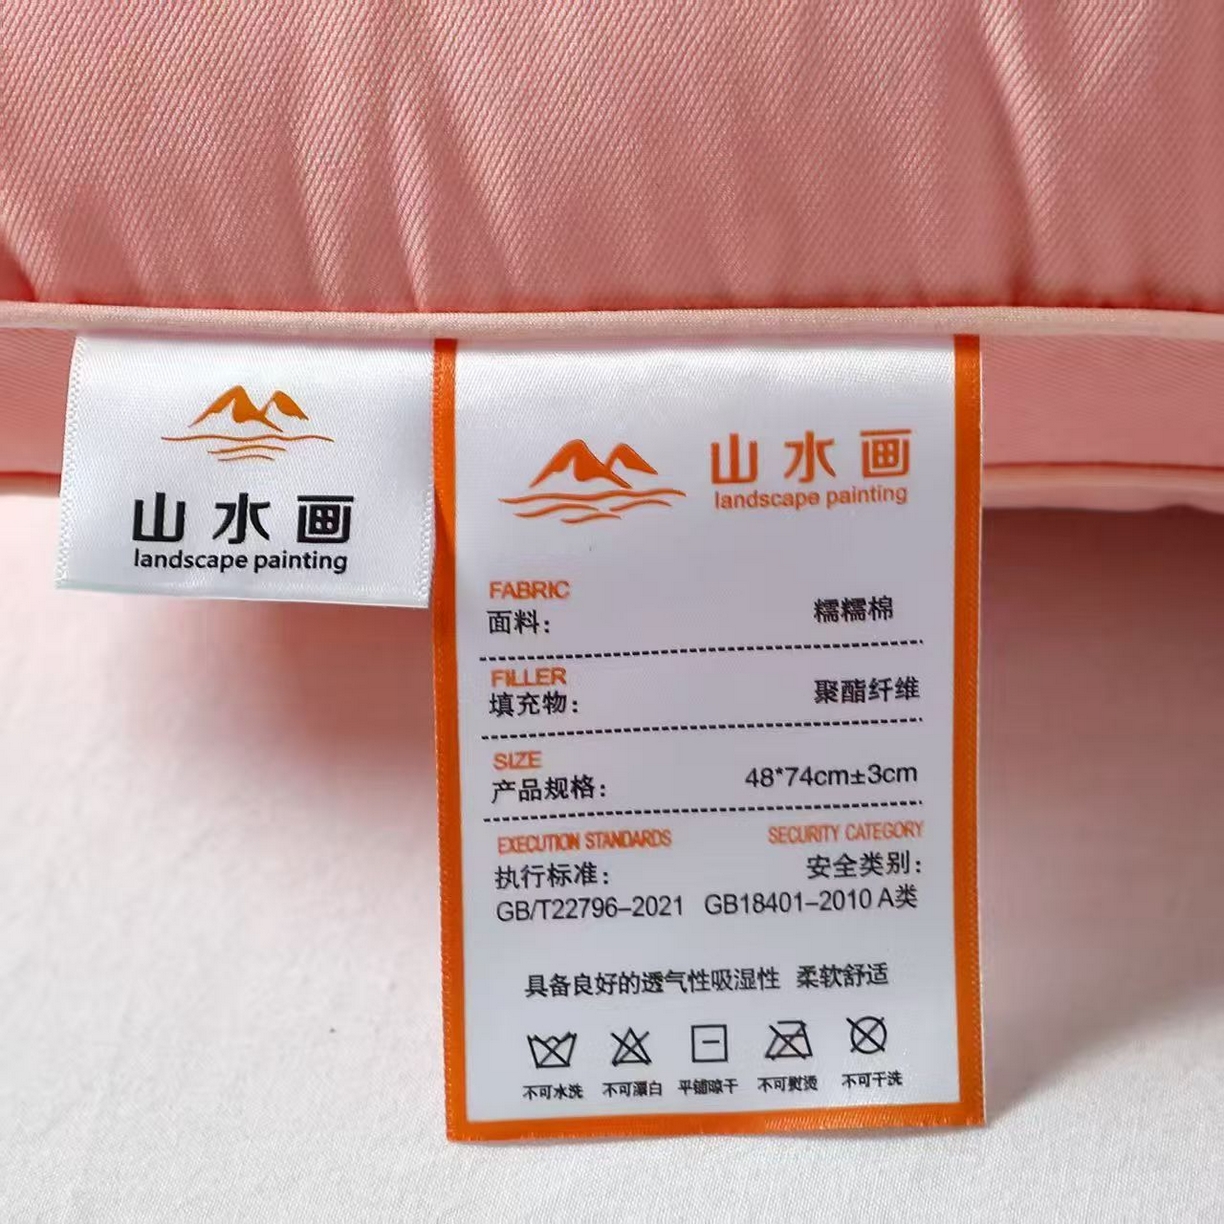 山水画
landscape painting
山水画
landscape painting
FABRIC
面料: 糯糯棉
FILLER
填充物: 聚酯纤维
SIZE
产品规格: 48*74cm±3cm
EXECUTION STANDARDS SECURITY CATEGORY
执行标准: 安全类别:
GB/T22796–2021 GB18401–2010 A类
具备良好的透气性吸湿性 柔软舒适
不可水洗 不可漂白 平铺晾干 不可熨烫 不可干洗